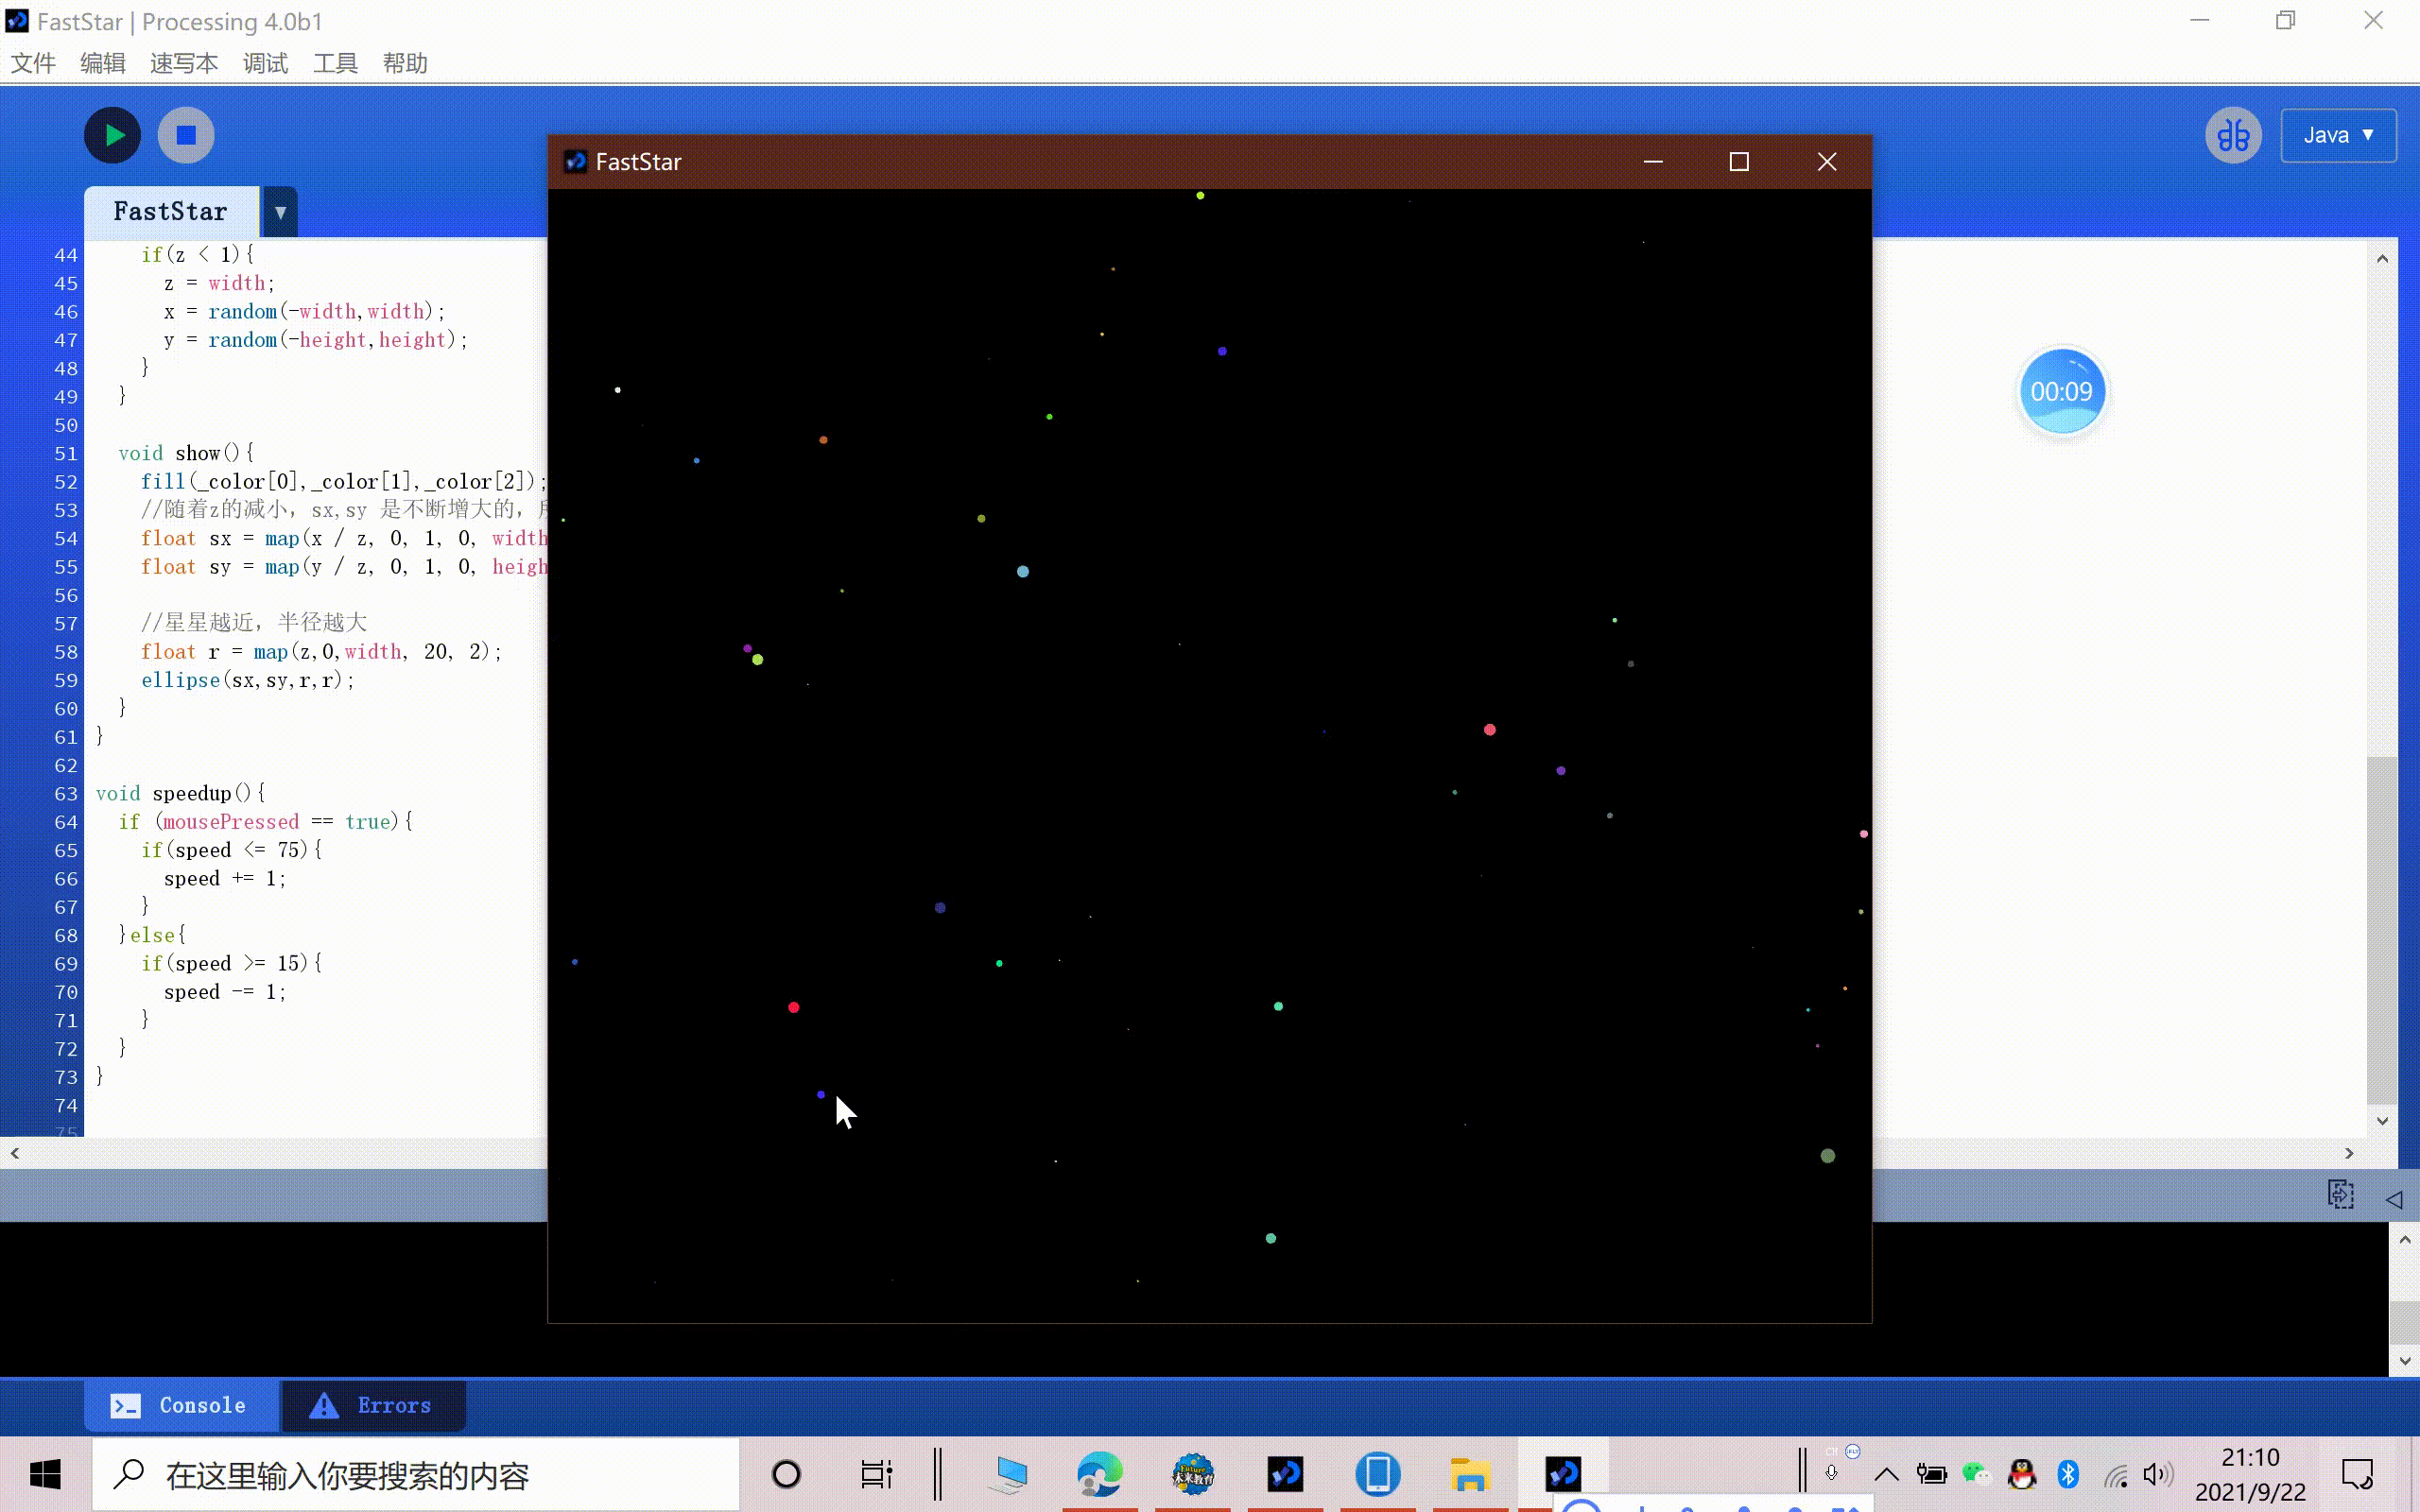 FastStar | Processing 4.0b1
文件 编辑 速写本 调试 工具 帮助
Java ▼
FastStar
FastStar ▼
44 if(z < 1){
45 z = width;
46 x = random(-width,width);
47 y = random(-height,height);
48 }
49 }
50
51 void show(){
52 fill(_color[0],_color[1],_color[2]);
53 //随着z的减小，sx,sy 是不断增大的，
54 float sx = map(x / z, 0, 1, 0, width
55 float sy = map(y / z, 0, 1, 0, heigh
56
57 //星星越近，半径越大
58 float r = map(z,0,width, 20, 2);
59 ellipse(sx,sy,r,r);
60 }
61 }
62
63 void speedup(){
64 if (mousePressed == true){
65 if(speed <= 75){
66 speed += 1;
67 }
68 }else{
69 if(speed >= 15){
70 speed -= 1;
71 }
72 }
73 }
74
75
00:09
Console
Errors
在这里输入你要搜索的内容
未来教育
21:10
2021/9/22